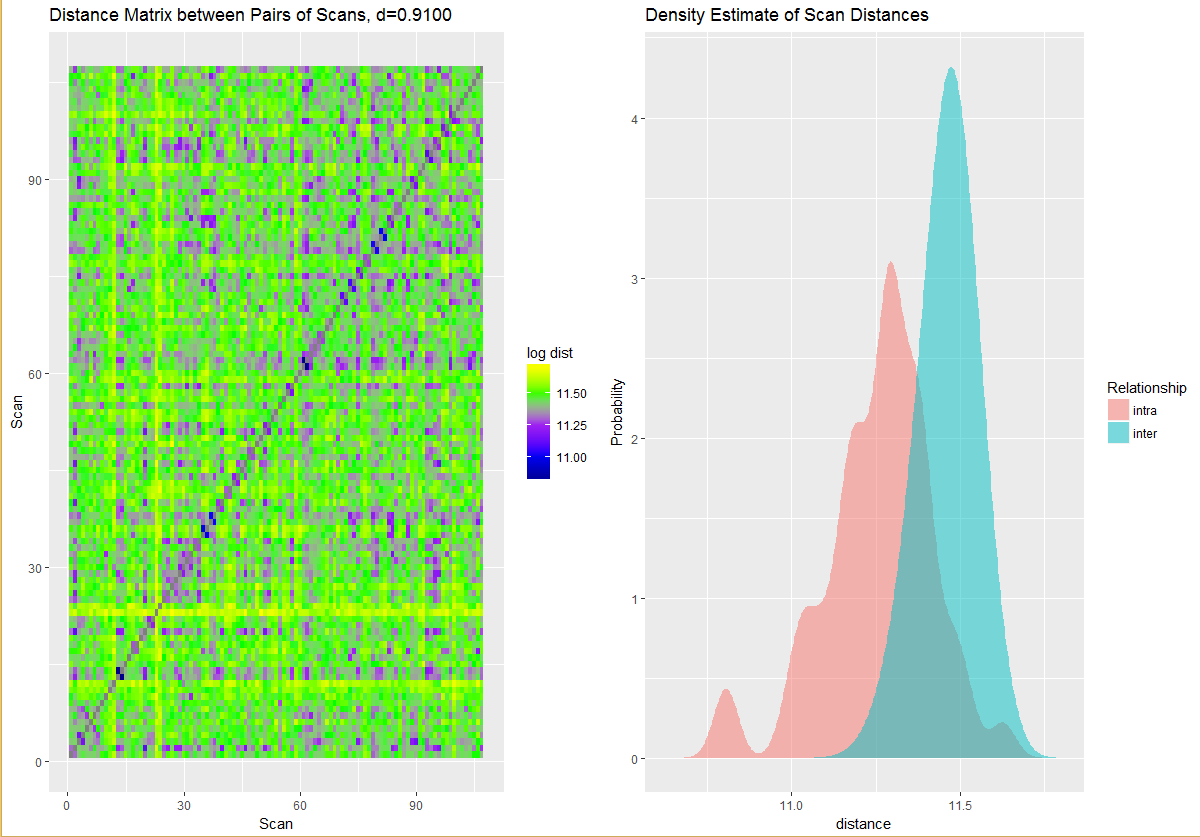 Distance Matrix between Pairs of Scans, d=0.9100
Scan
90
60
30
0
0 30 60 90
Scan
log dist
11.50
11.25
11.00
Density Estimate of Scan Distances
Probability
4
3
2
1
0
11.0 11.5
distance
Relationship
intra
inter